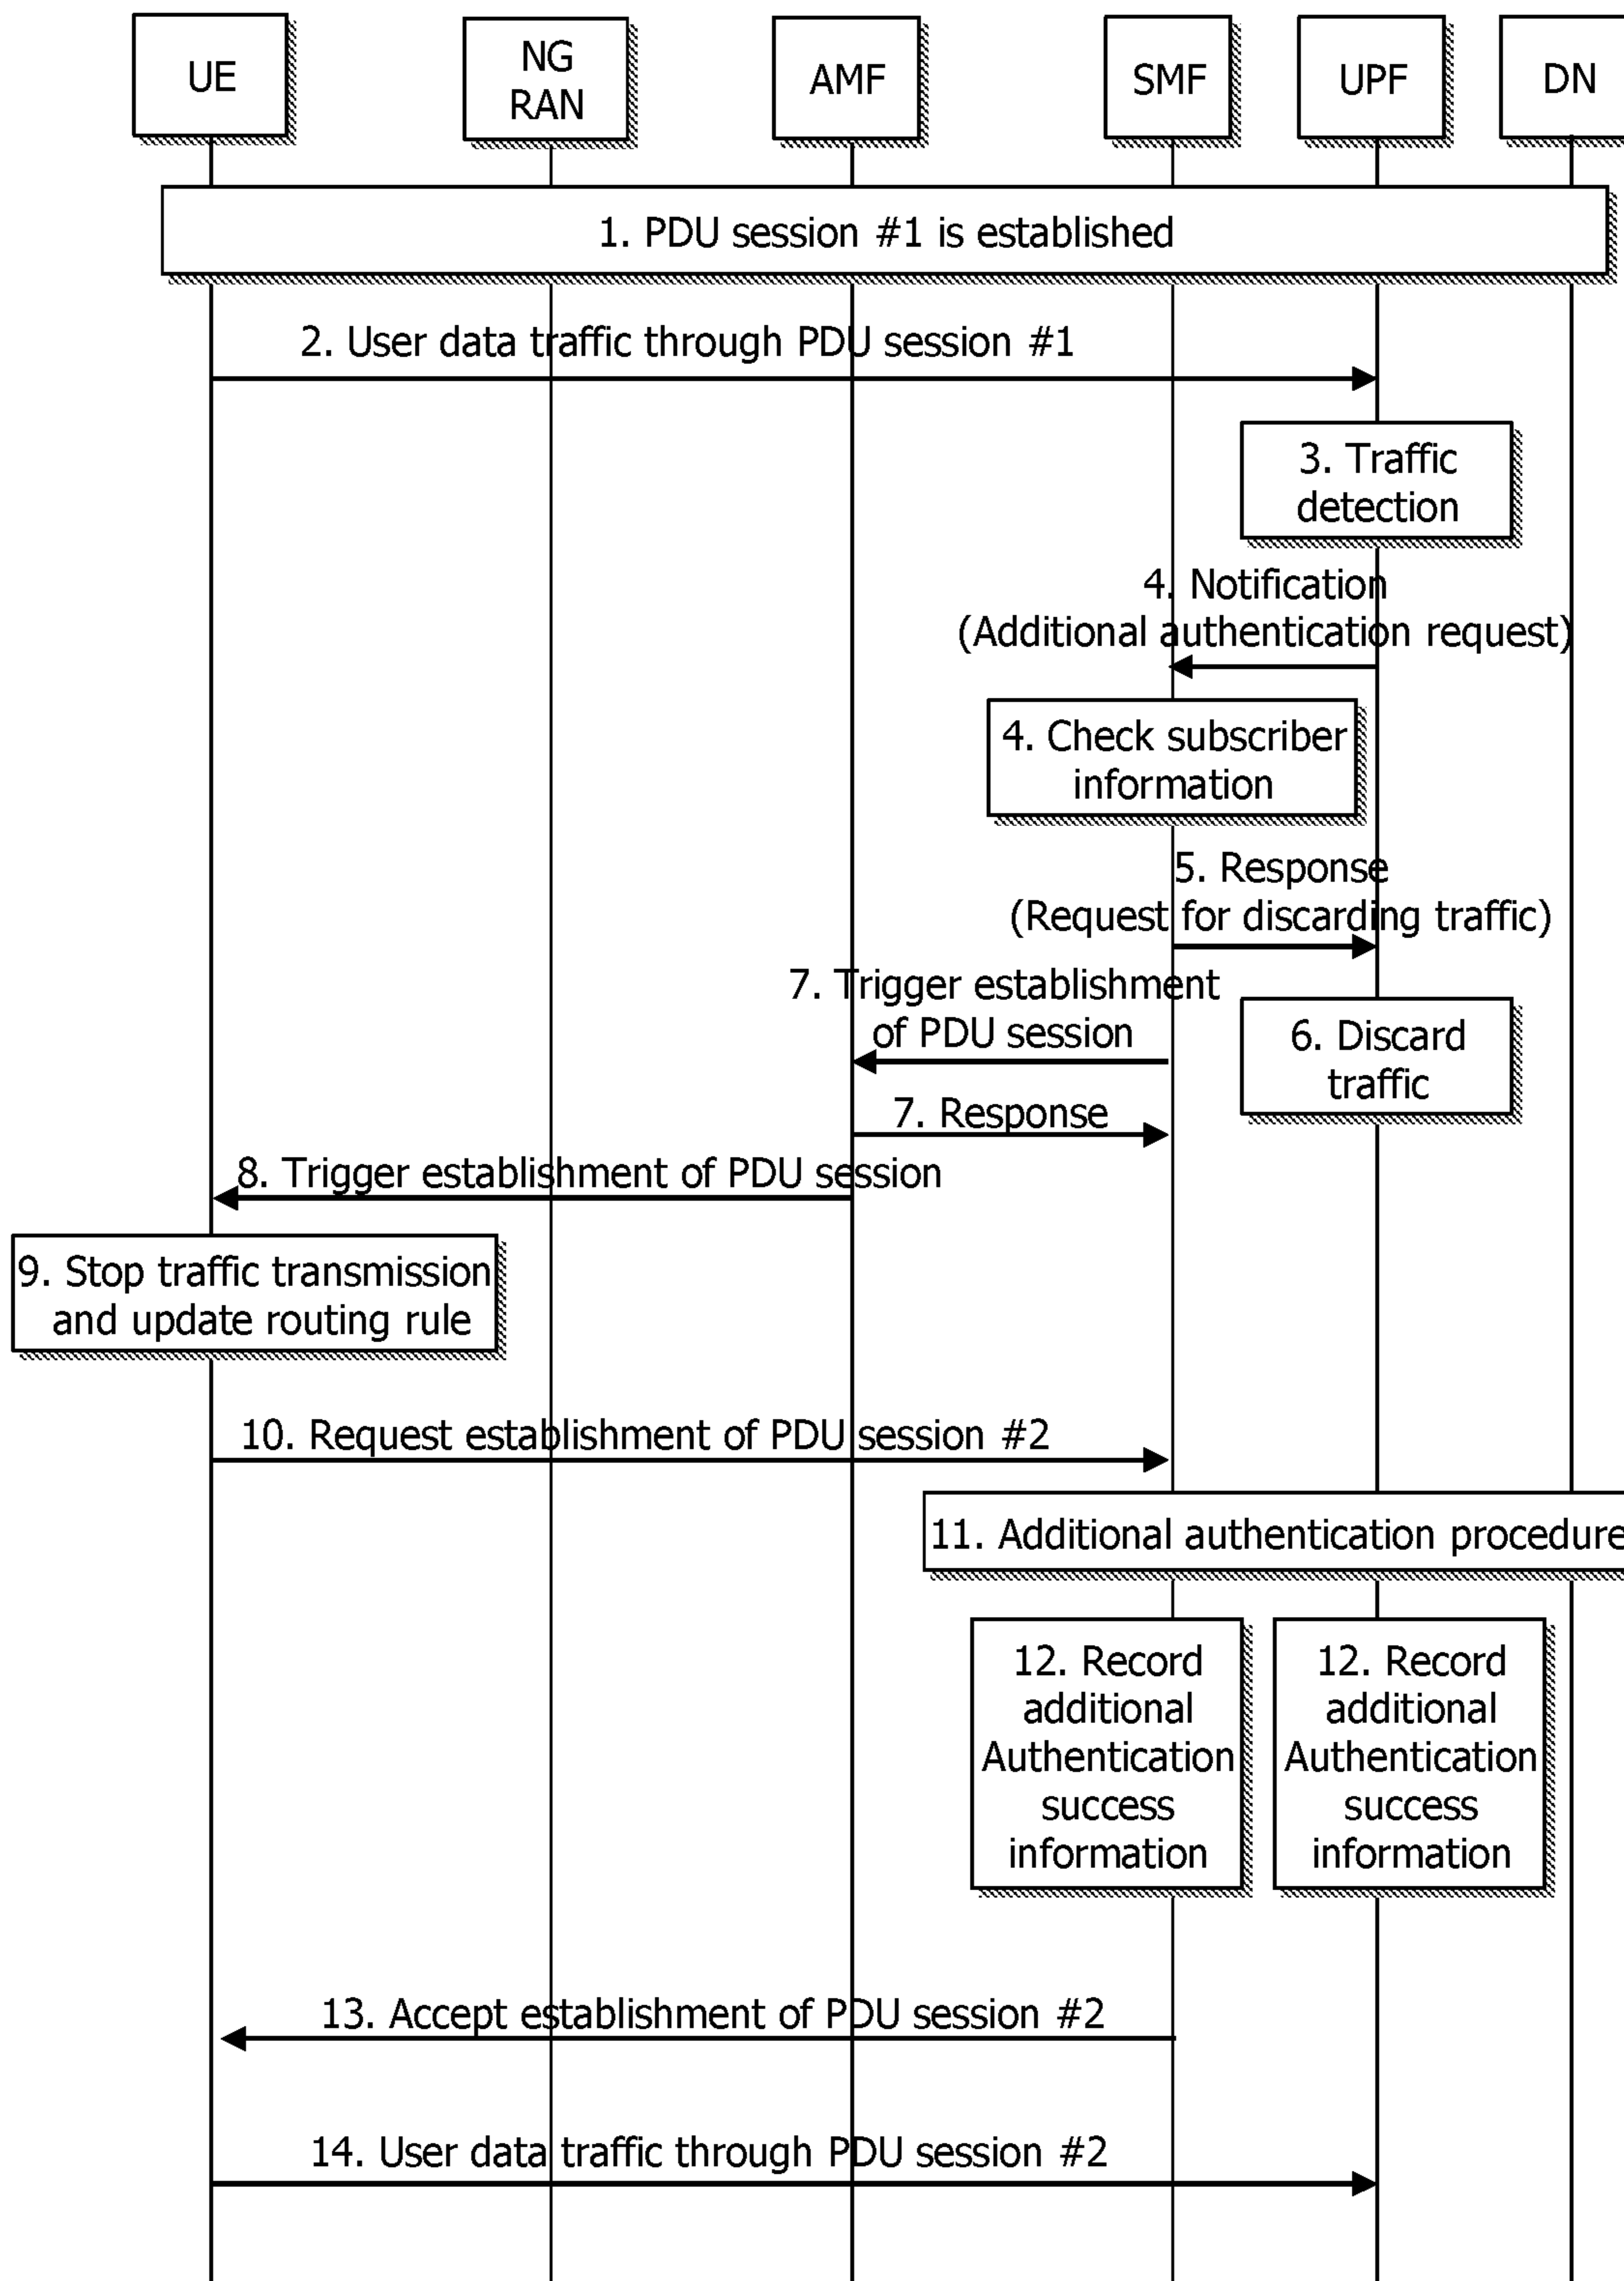 UE
NG
RAN
AMF
SMF
UPF
DN
1. PDU session #1 is established
2. User data traffic through PDU session #1
3. Traffic
detection
4. Notification
(Additional authentication request)
4. Check subscriber
information
5. Response
(Request for discarding traffic)
7. Trigger establishment
of PDU session
6. Discard
traffic
7. Response
8. Trigger establishment of PDU session
9. Stop traffic transmission
and update routing rule
10. Request establishment of PDU session #2
11. Additional authentication procedure
12. Record
additional
Authentication
success
information
12. Record
additional
Authentication
success
information
13. Accept establishment of PDU session #2
14. User data traffic through PDU session #2